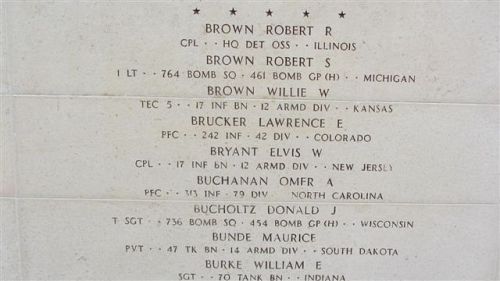 BROWN ROBERT R
CPL · · HQ DET OSS · · ILLINOIS
BROWN ROBERT S
1 LT · · 764 BOMB SQ · 461 BOMB GP (H) · · MICHIGAN
BROWN WILLIE W
TEC 5 · · 17 INF BN · 12 ARMD DIV · · KANSAS
BRUCKER LAWRENCE E
PFC · · 242 INF · 42 DIV · · COLORADO
BRYANT ELVIS W
CPL · · 17 INF BN · 12 ARMD DIV · · NEW JERSEY
BUCHANAN OMER A
PFC · · 313 INF · 79 DIV · · NORTH CAROLINA
BUCHOLTZ DONALD J
T SGT · · 736 BOMB SQ · 454 BOMB GP (H) · · WISCONSIN
BUNDE MAURICE
PVT · · 47 TK BN · 14 ARMD DIV · · SOUTH DAKOTA
BURKE WILLIAM E
SGT · · 70 TANK BN · · INDIANA